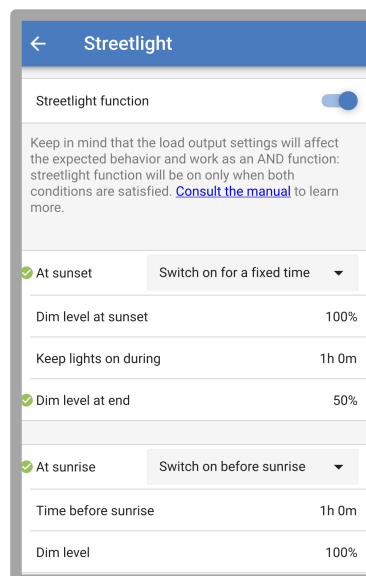 Streetlight
Streetlight function
Keep in mind that the load output settings will affect
the expected behavior and work as an AND function:
streetlight function will be on only when both
conditions are satisfied. Consult the manual to learn
more.
At sunset Switch on for a fixed time
Dim level at sunset 100%
Keep lights on during 1h 0m
Dim level at end 50%
At sunrise Switch on before sunrise
Time before sunrise 1h 0m
Dim level 100%